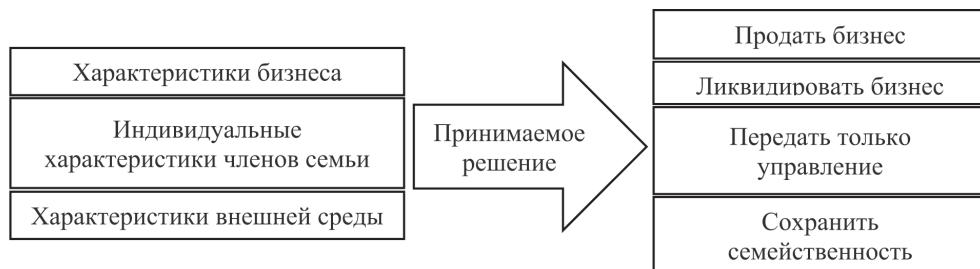 Характеристики бизнеса
Индивидуальные
характеристики членов семьи
Характеристики внешней среды
Принимаемое
решение
Продать бизнес
Ликвидировать бизнес
Передать только
управление
Сохранить
семейственность